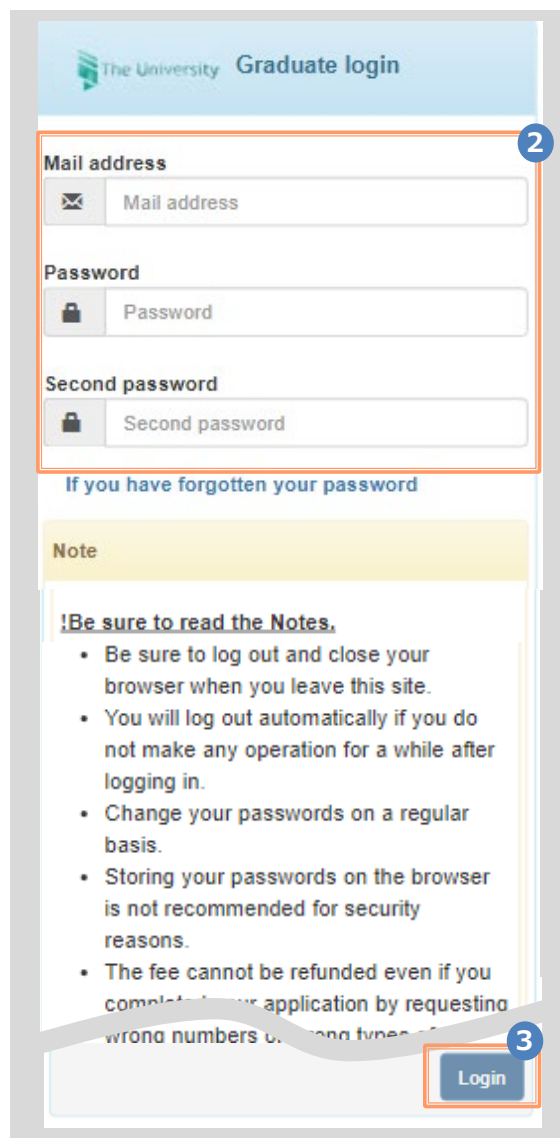 The University Graduate login
2
Mail address
Mail address
Password
Password
Second password
Second password
If you have forgotten your password
Note
!Be sure to read the Notes.
• Be sure to log out and close your
browser when you leave this site.
• You will log out automatically if you do
not make any operation for a while after
logging in.
• Change your passwords on a regular
basis.
• Storing your passwords on the browser
is not recommended for security
reasons.
• The fee cannot be refunded even if you
application by requesting
wrong numbers
3
Login